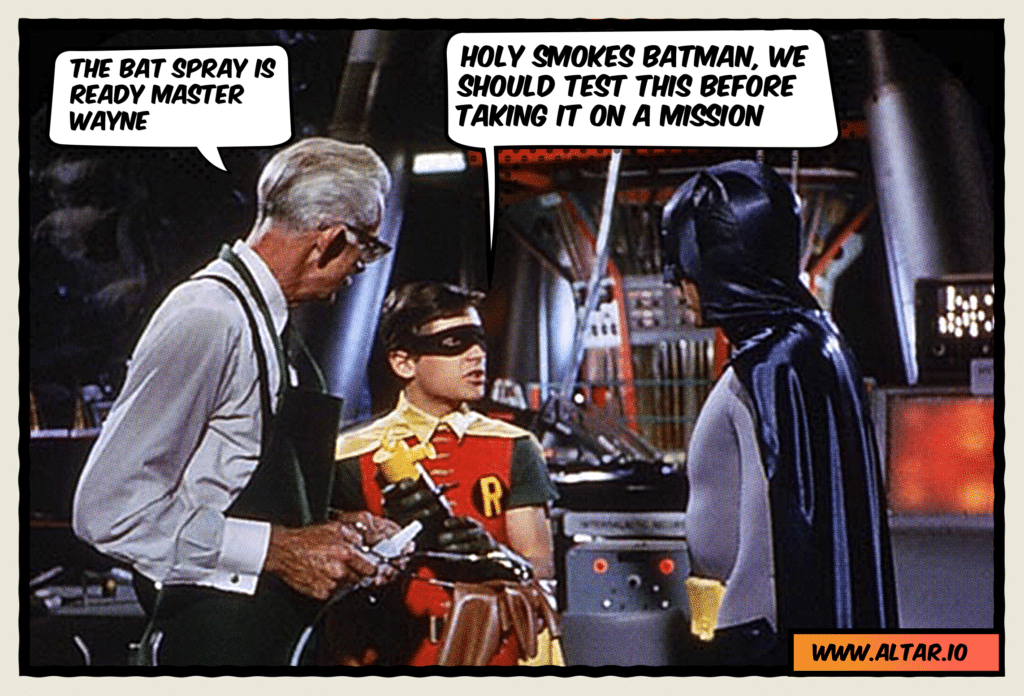 THE BAT SPRAY IS
READY MASTER
WAYNE
HOLY SMOKES BATMAN, WE
SHOULD TEST THIS BEFORE
TAKING IT ON A MISSION
R
WWW.ALTAR.IO